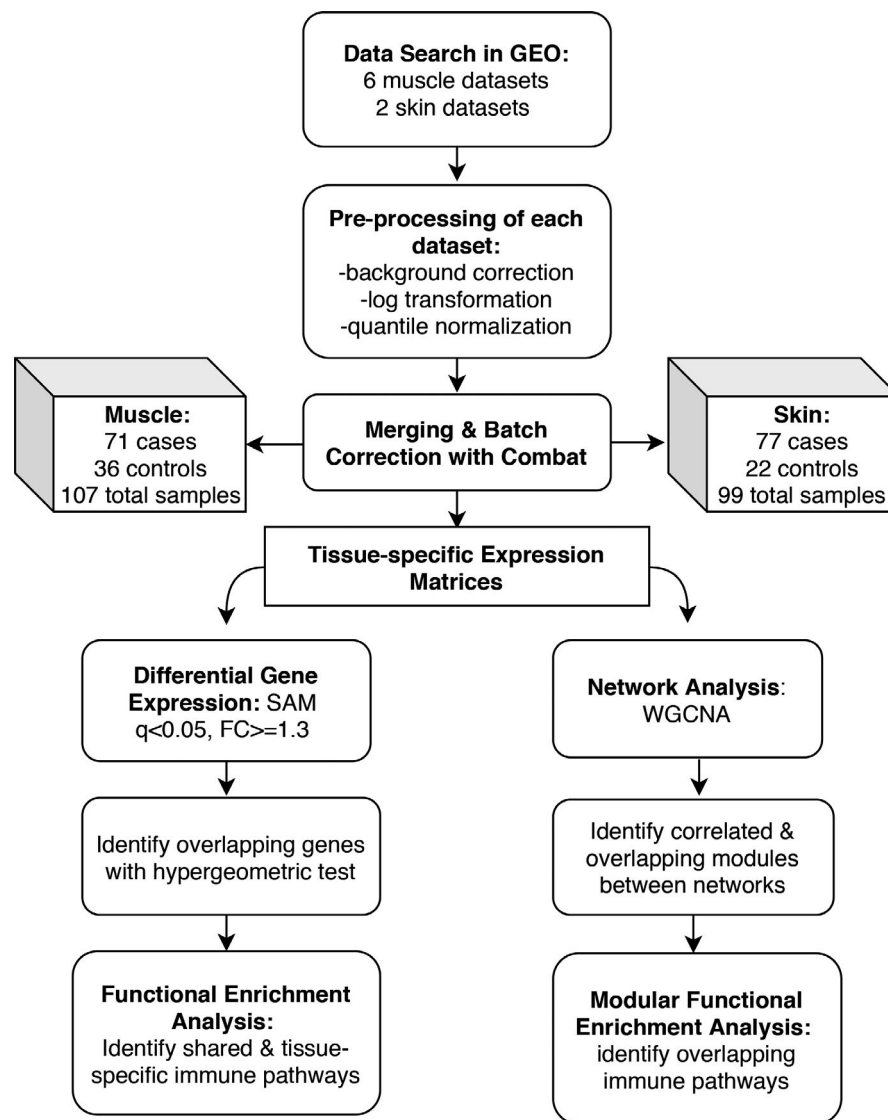 Data Search in GEO:
6 muscle datasets
2 skin datasets
Pre-processing of each
dataset:
-background correction
-log transformation
-quantile normalization
Muscle:
71 cases
36 controls
107 total samples
Merging & Batch
Correction with Combat
Skin:
77 cases
22 controls
99 total samples
Tissue-specific Expression
Matrices
Differential Gene
Expression: SAM
q<0.05, FC>=1.3
Identify overlapping genes
with hypergeometric test
Functional Enrichment
Analysis:
Identify shared & tissue-
specific immune pathways
Network Analysis:
WGCNA
Identify correlated &
overlapping modules
between networks
Modular Functional
Enrichment Analysis:
identify overlapping
immune pathways